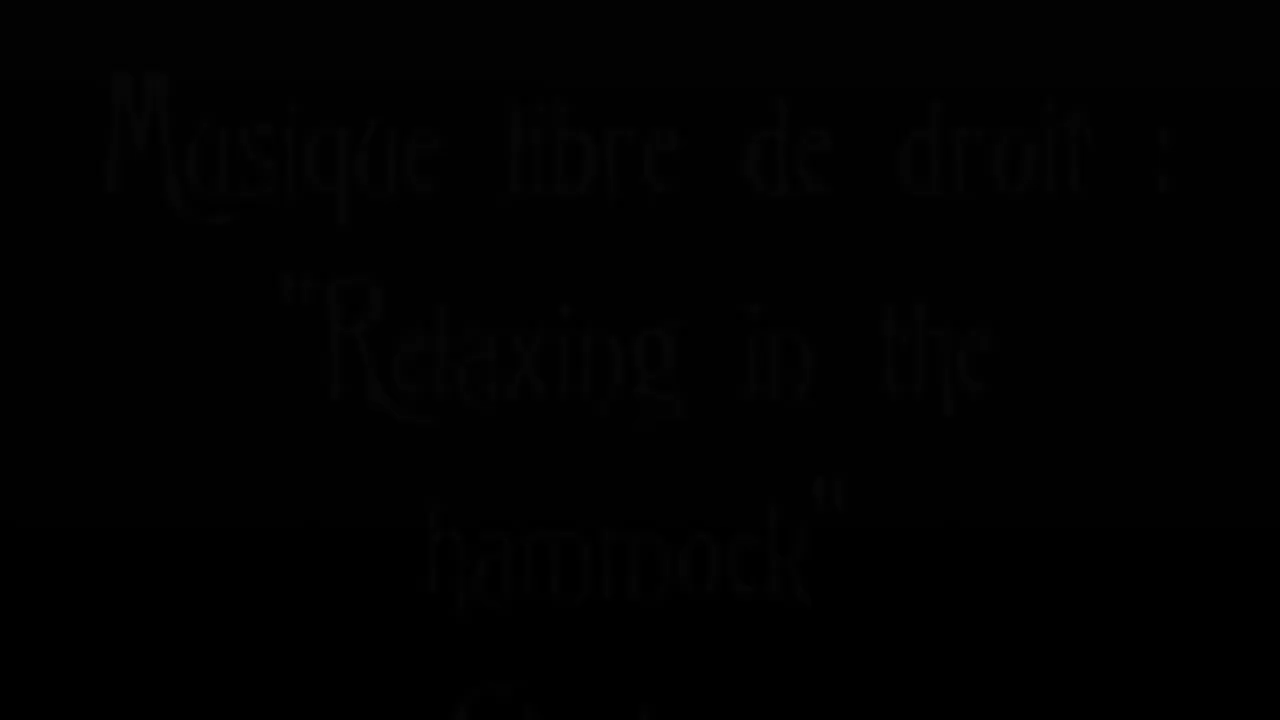 Musique libre de droit :
"Relaxing in the
hammock"